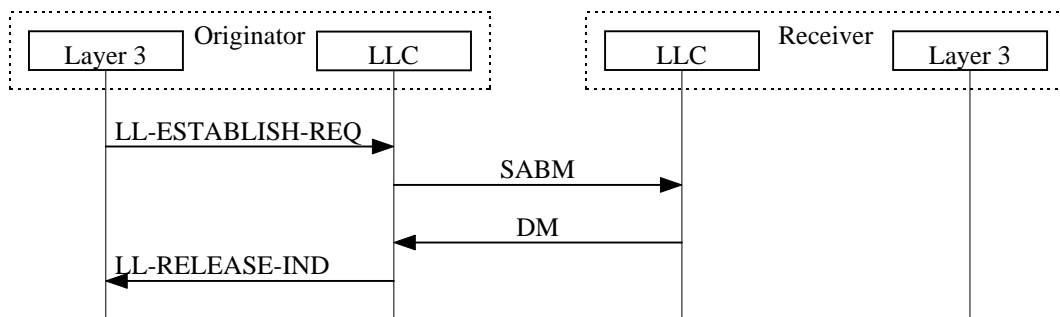 Originator
Receiver
Layer 3
LLC
LLC
Layer 3
LL-ESTABLISH-REQ
SABM
DM
LL-RELEASE-IND